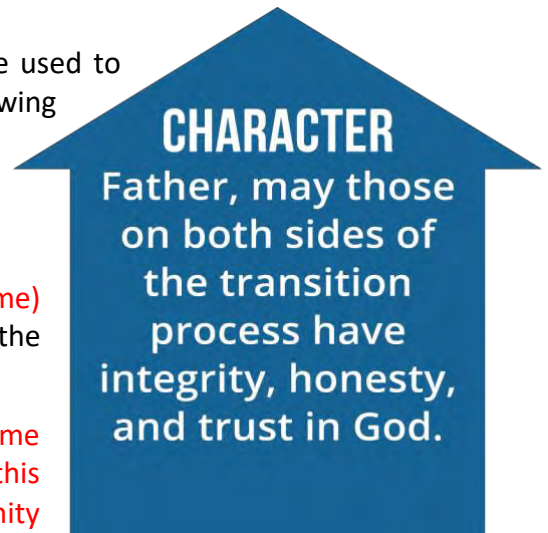 e used to
wing
me)
the
me
this
nity
CHARACTER
Father, may those
on both sides of
the transition
process have
integrity, honesty,
and trust in God.